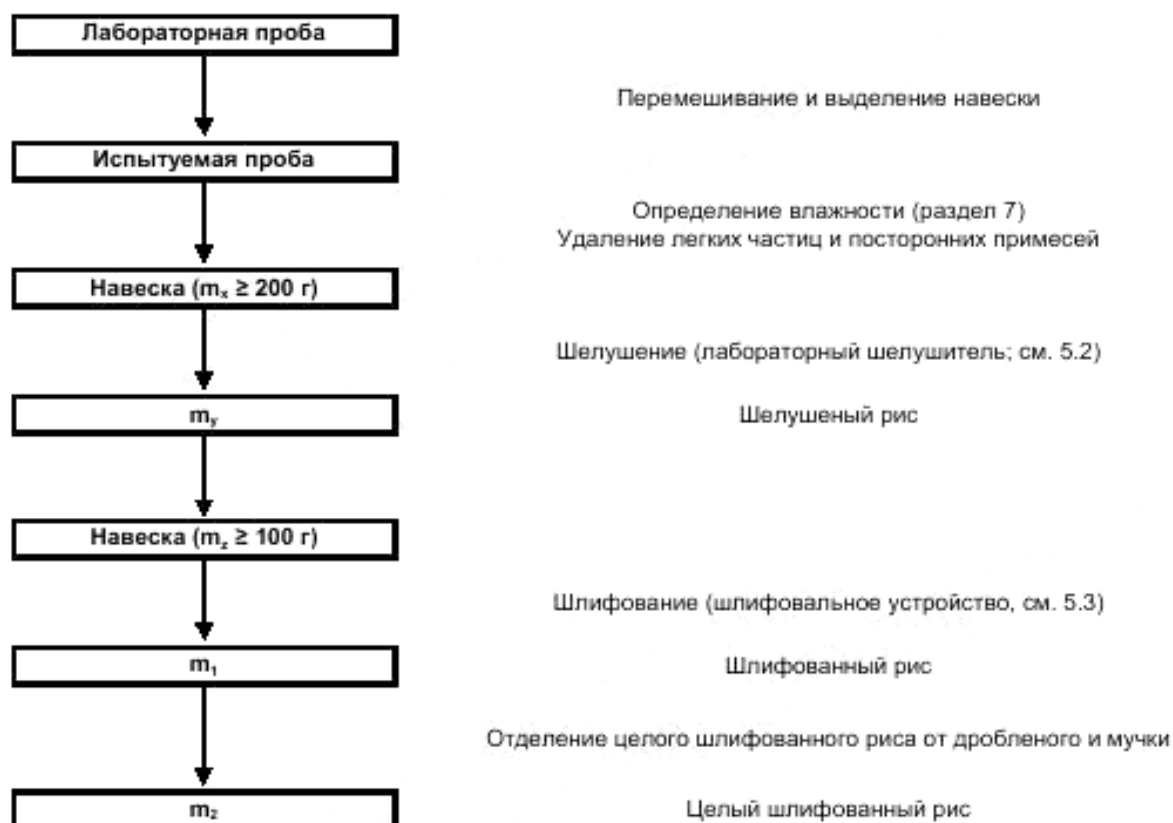 Лабораторная проба
Перемешивание и выделение навески
Испытуемая проба
Определение влажности (раздел 7)
Удаление легких частиц и посторонних примесей
Навеска (mₓ ≥ 200 г)
Шелушение (лабораторный шелушитель; см. 5.2)
m_y
Шелушеный рис
Навеска (m_z ≥ 100 г)
Шлифование (шлифовальное устройство, см. 5.3)
m₁
Шлифованный рис
Отделение целого шлифованного риса от дробленого и мучки
m₂
Целый шлифованный рис